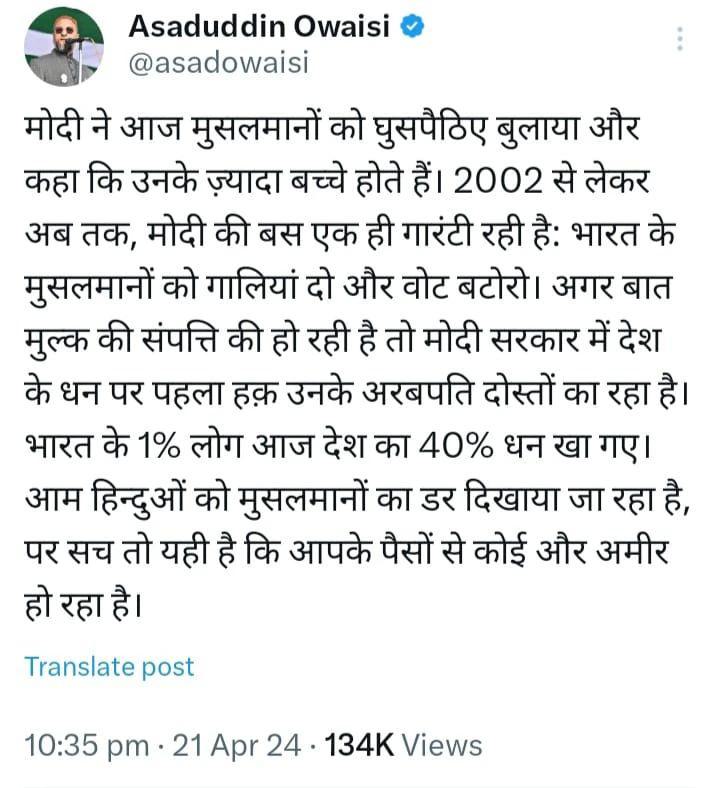 Asaduddin Owaisi
@asadowaisi
मोदी ने आज मुसलमानों को घुसपैठिए बुलाया और
कहा कि उनके ज़्यादा बच्चे होते हैं। 2002 से लेकर
अब तक, मोदी की बस एक ही गारंटी रही है: भारत के
मुसलमानों को गालियां दो और वोट बटोरो। अगर बात
मुल्क की संपत्ति की हो रही है तो मोदी सरकार में देश
के धन पर पहला हक़ उनके अरबपति दोस्तों का रहा है।
भारत के 1% लोग आज देश का 40% धन खा गए।
आम हिन्दुओं को मुसलमानों का डर दिखाया जा रहा है,
पर सच तो यही है कि आपके पैसों से कोई और अमीर
हो रहा है।
Translate post
10:35 pm · 21 Apr 24 · 134K Views